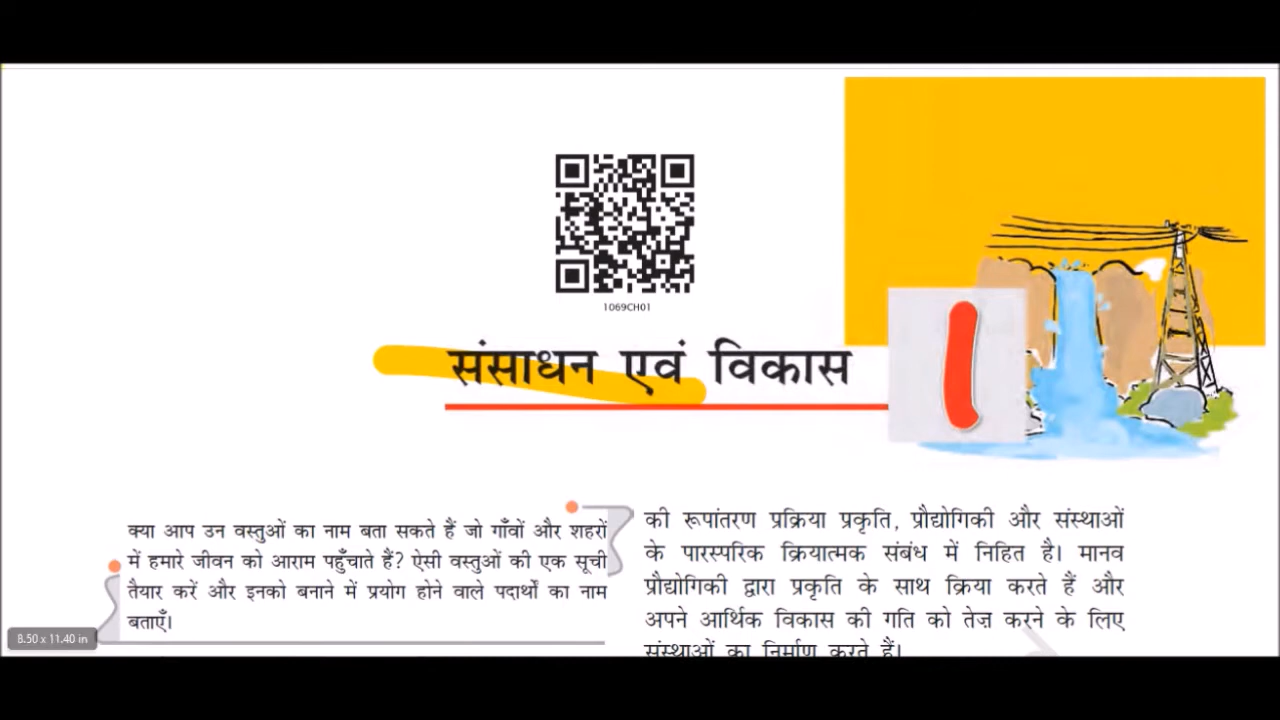 1069CH01
संसाधन एवं विकास
1
क्या आप उन वस्तुओं का नाम बता सकते हैं जो गाँवों और शहरों
में हमारे जीवन को आराम पहुँचाते हैं? ऐसी वस्तुओं की एक सूची
तैयार करें और इनको बनाने में प्रयोग होने वाले पदार्थों का नाम
बताएँ।
की रूपांतरण प्रक्रिया प्रकृति, प्रौद्योगिकी और संस्थाओं
के पारस्परिक क्रियात्मक संबंध में निहित है। मानव
प्रौद्योगिकी द्वारा प्रकृति के साथ क्रिया करते हैं और
अपने आर्थिक विकास की गति को तेज़ करने के लिए
संस्थाओं का निर्माण करते हैं।
8.50 x 11.40 in